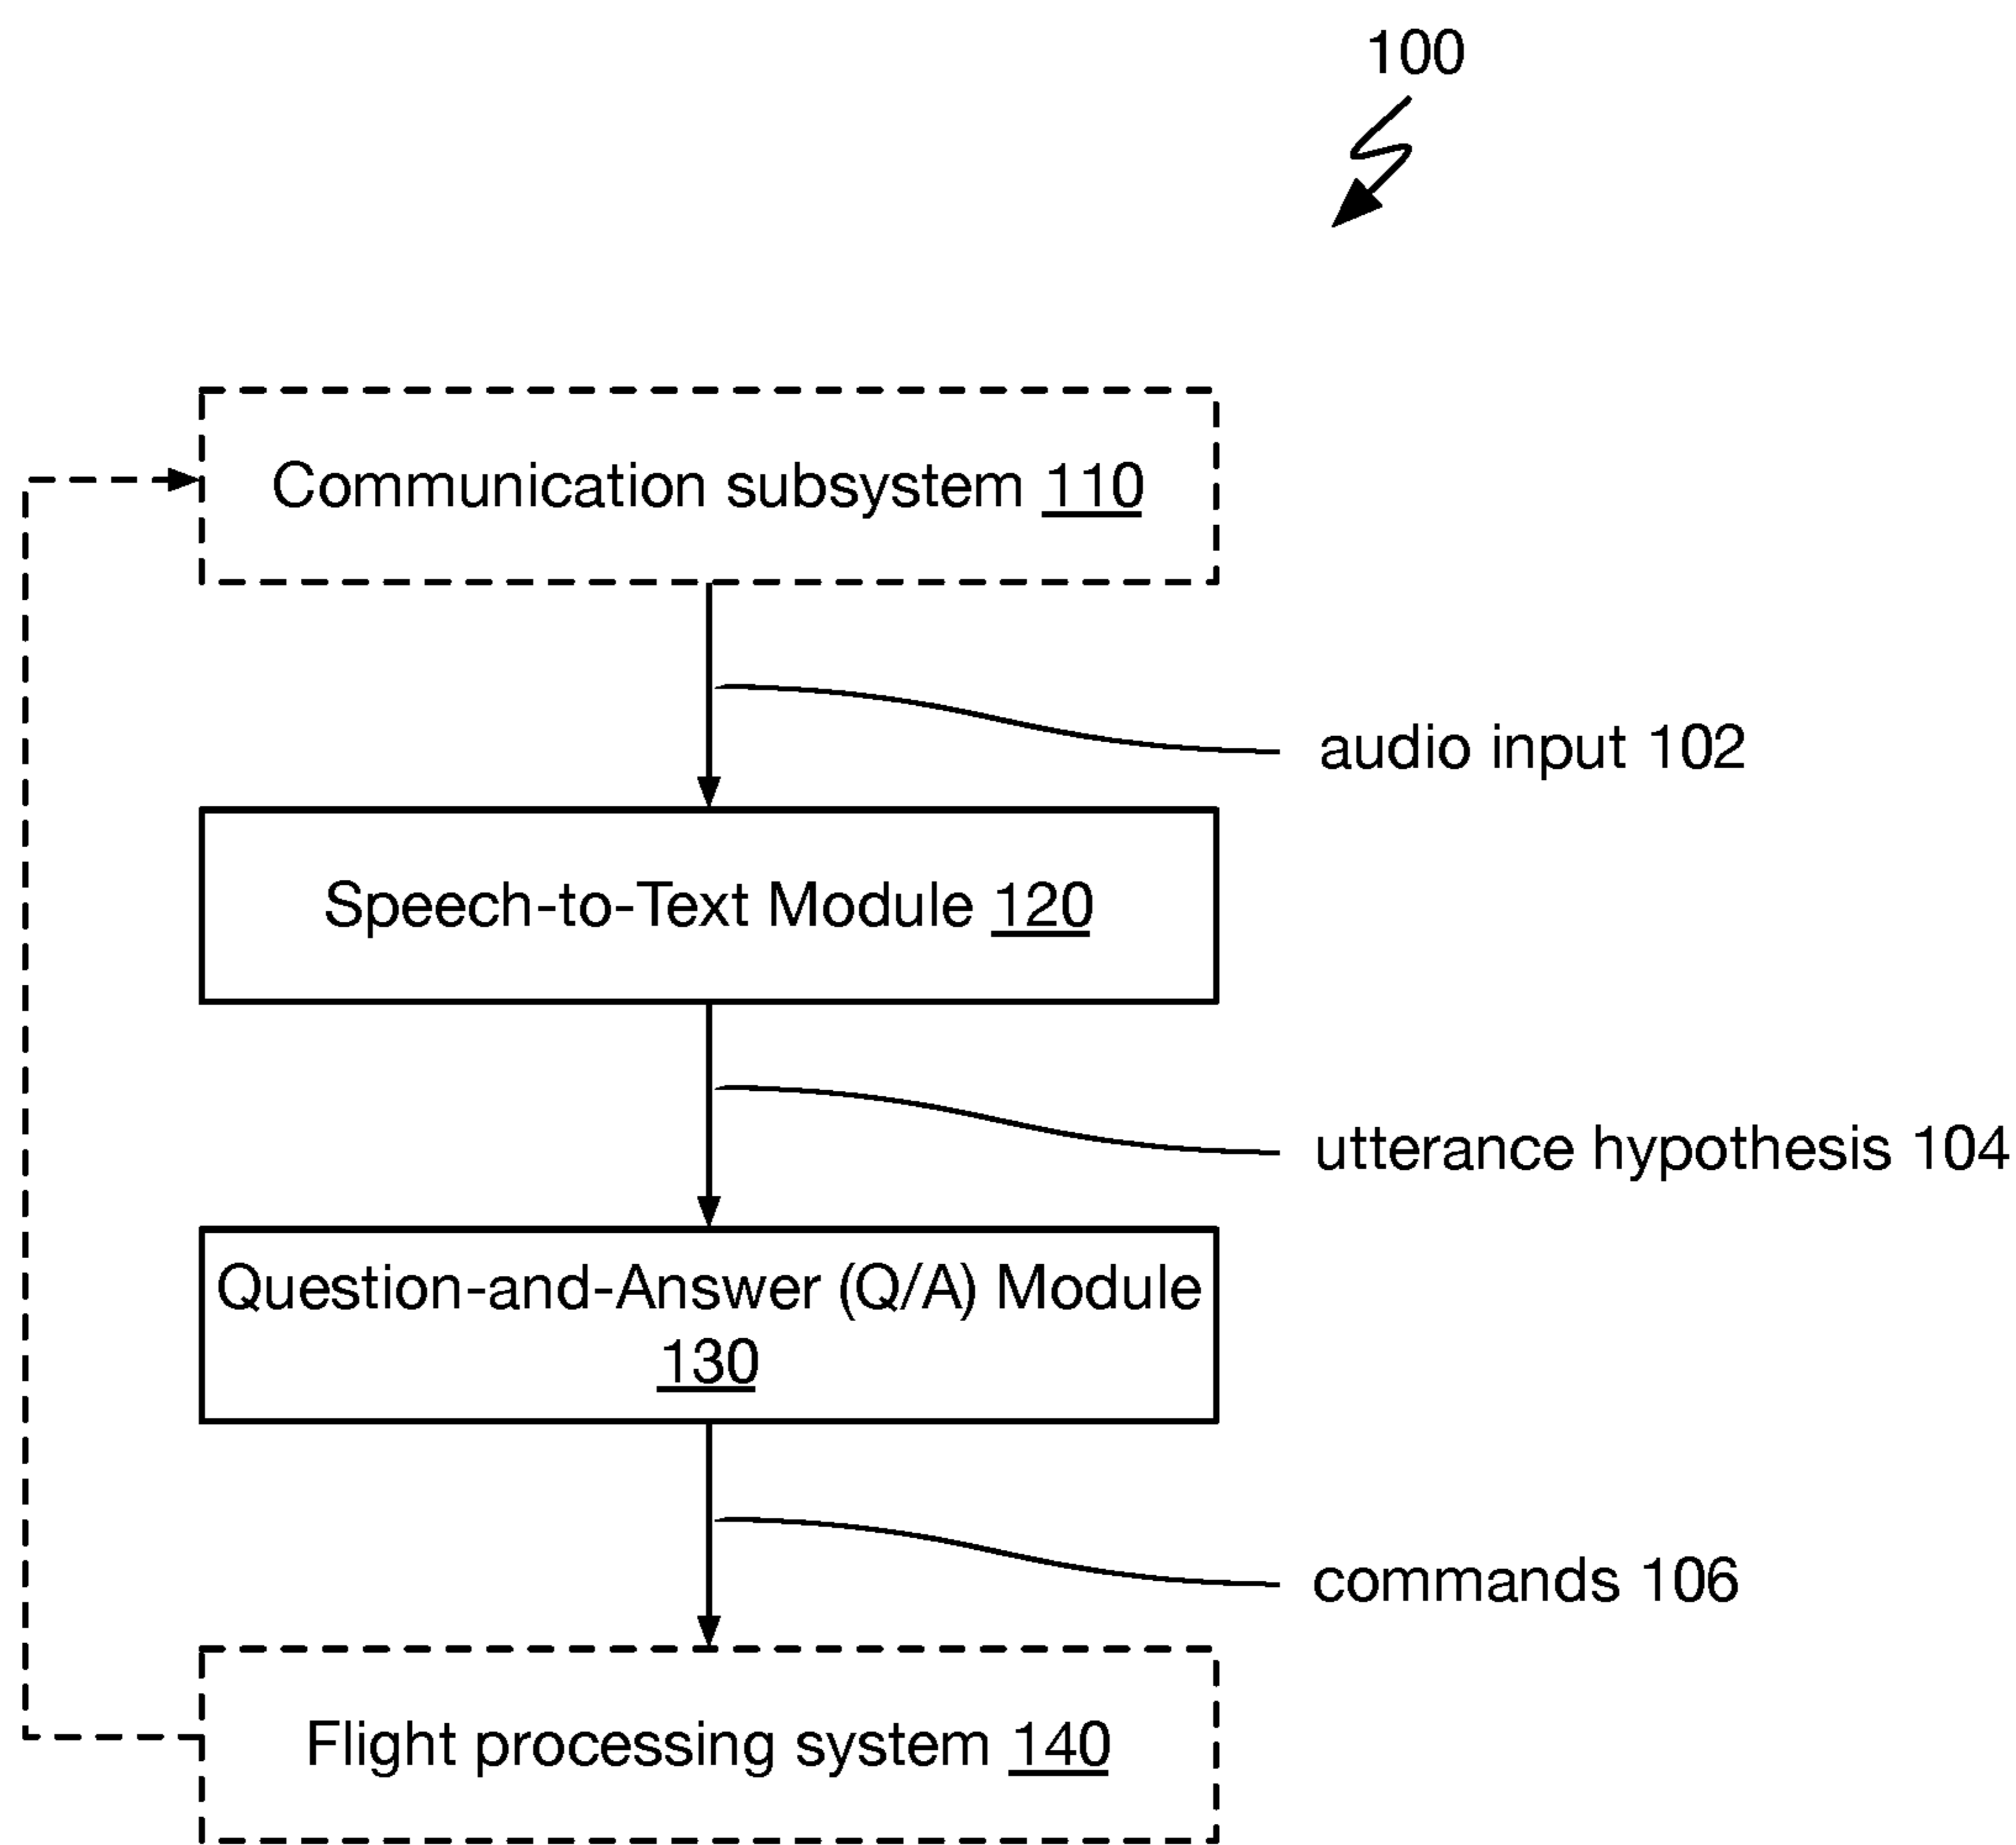 100
Communication subsystem 110
audio input 102
Speech-to-Text Module 120
utterance hypothesis 104
Question-and-Answer (Q/A) Module
130
commands 106
Flight processing system 140